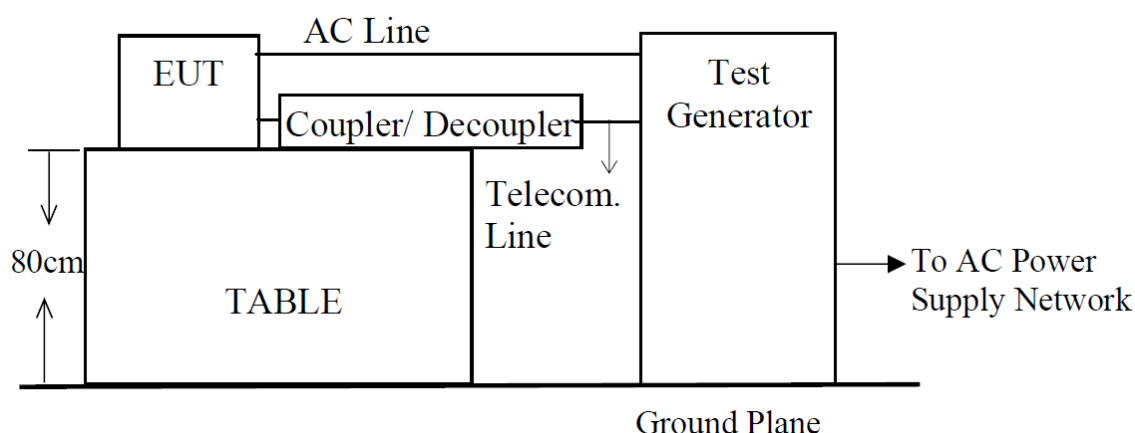 AC Line
EUT
Test
Generator
Coupler/ Decoupler
Telecom.
Line
80cm
To AC Power
Supply Network
TABLE
Ground Plane